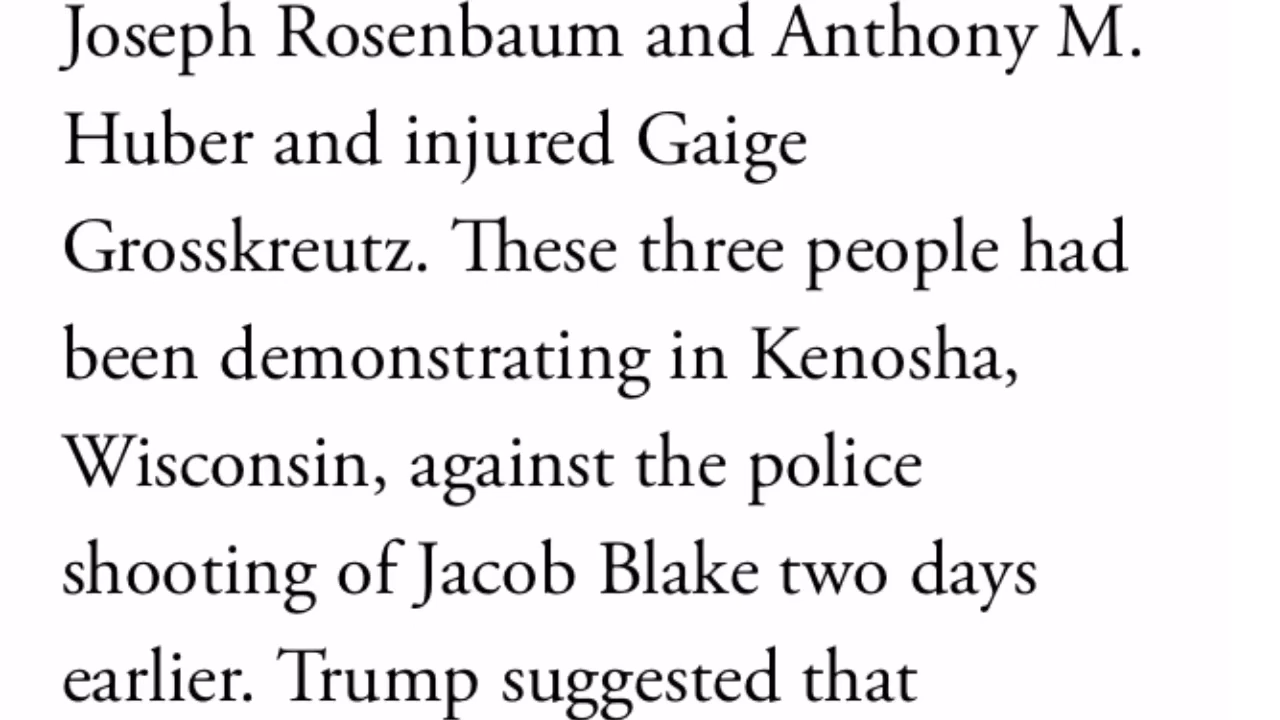 Joseph Rosenbaum and Anthony M.
Huber and injured Gaige
Grosskreutz. These three people had
been demonstrating in Kenosha,
Wisconsin, against the police
shooting of Jacob Blake two days
earlier. Trump suggested that